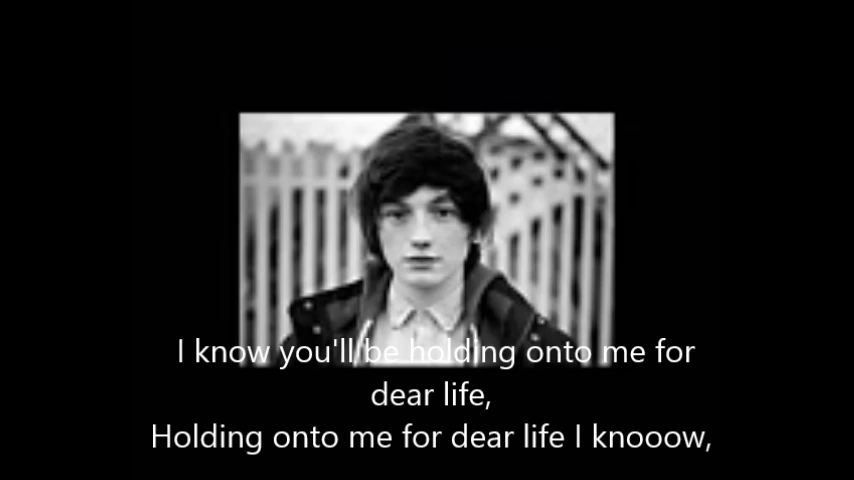 I know you'll be holding onto me for
dear life,
Holding onto me for dear life I knooow,